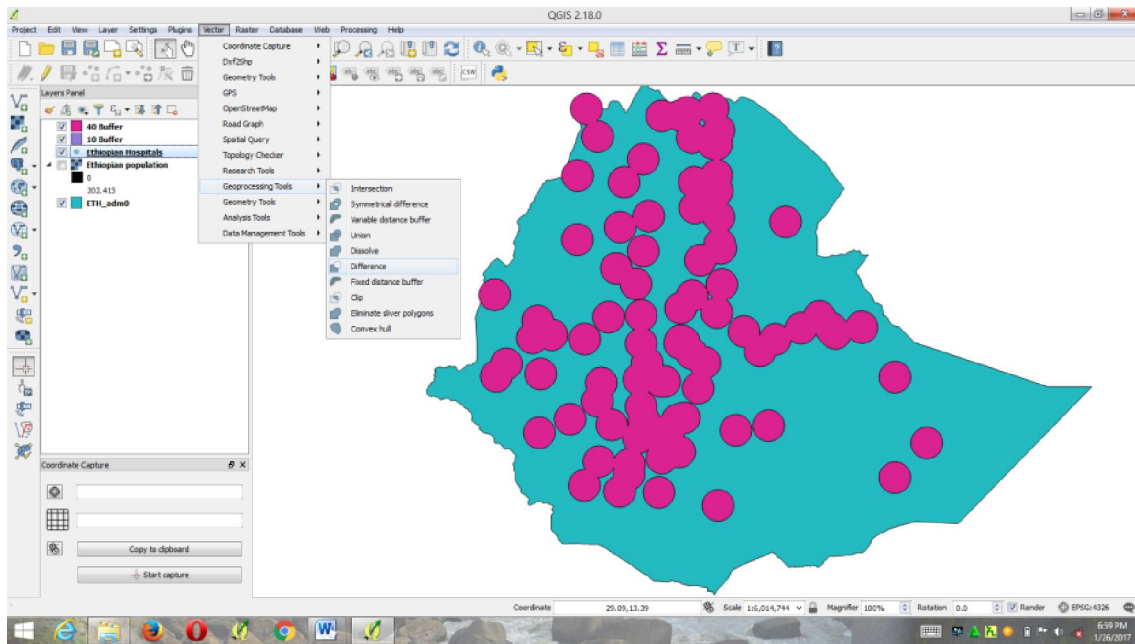 QGIS 2.18.0
Project Edit View Layer Settings Plugins Vector Raster Database Web Processing Help
Coordinate Capture
Dxf2Shp
Geometry Tools
GPS
OpenStreetMap
Road Graph
Spatial Query
Topology Checker
Research Tools
Geoprocessing Tools
Geometry Tools
Analysis Tools
Data Management Tools
Intersection
Symmetrical difference
Variable distance buffer
Union
Dissolve
Difference
Fixed distance buffer
Clip
Eliminate sliver polygons
Convex hull
Layers Panel
40 Buffer
10 Buffer
Ethiopian Hospitals
Ethiopian population
0
202.413
ETH_adm0
Coordinate Capture
Copy to clipboard
Start capture
Coordinate 29.09,13.39 Scale 1:6,014,744 Magnifier 100% Rotation 0.0 Render EPSG:4326
6:59 PM
1/26/2017